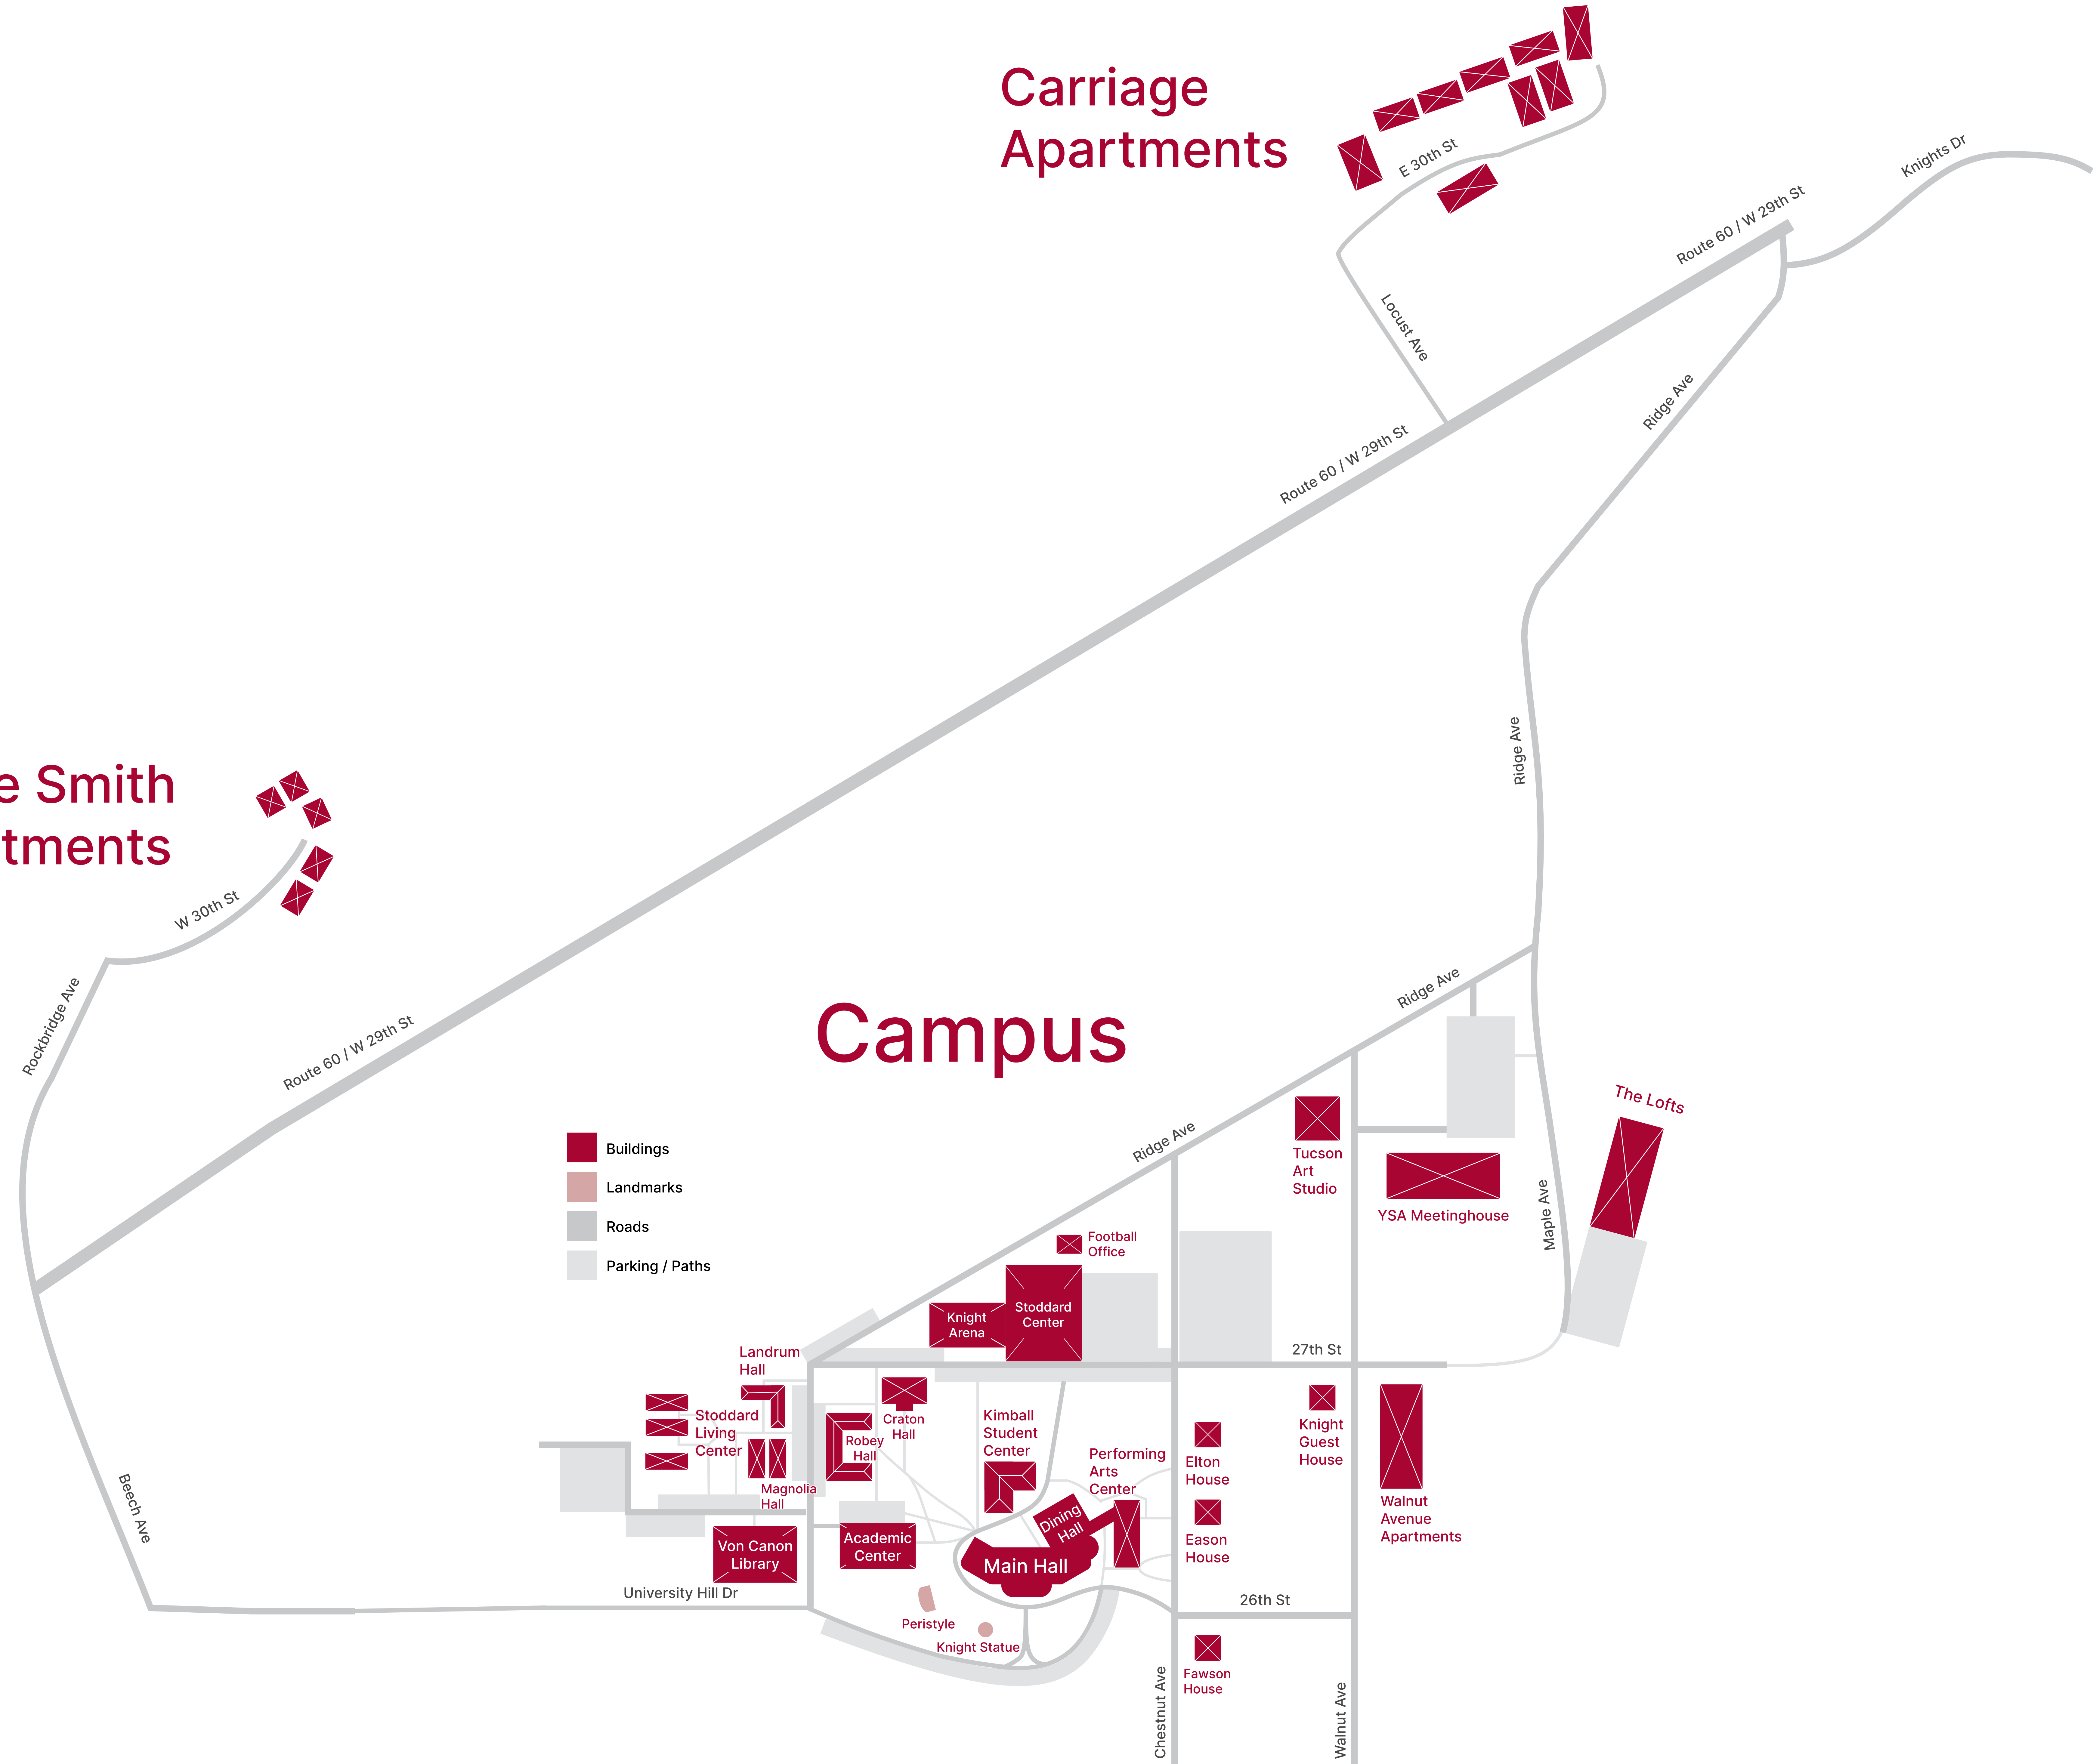 Carriage
Apartments
E 30th St
Knights Dr
Route 60 / W 29th St
Locust Ave
Ridge Ave
Route 60 / W 29th St
Ridge Ave
e Smith
tments
W 30th St
Rockbridge Ave
Route 60 / W 29th St
Campus
Ridge Ave
The Lofts
Buildings
Landmarks
Roads
Parking / Paths
Ridge Ave
Tucson
Art
Studio
YSA Meetinghouse
Maple Ave
Football
Office
Stoddard
Center
Knight
Arena
27th St
Landrum
Hall
Stoddard
Living
Center
Craton
Hall
Robey
Hall
Kimball
Student
Center
Performing
Arts
Center
Elton
House
Knight
Guest
House
Magnolia
Hall
Walnut
Avenue
Apartments
Beech Ave
Von Canon
Library
Academic
Center
Dining
Hall
Main Hall
Eason
House
University Hill Dr
26th St
Peristyle
Knight Statue
Fawson
House
Chestnut Ave
Walnut Ave